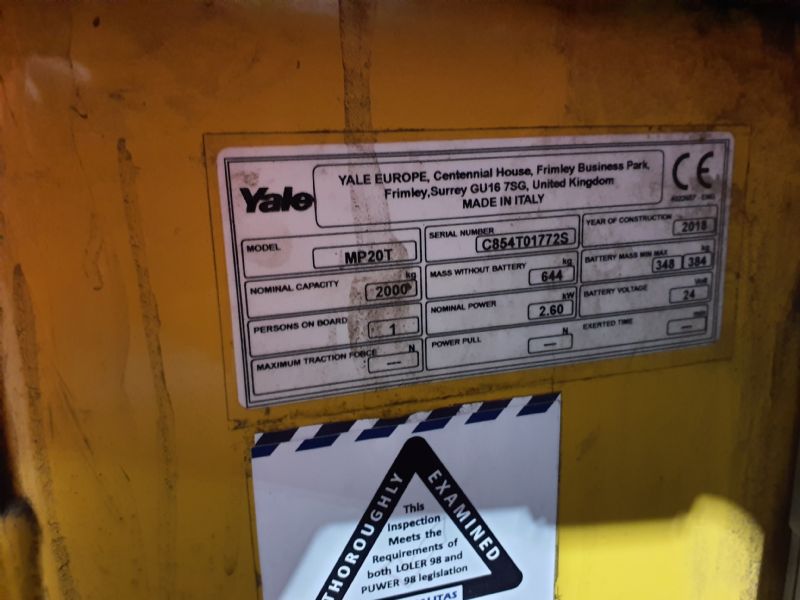 Yale
YALE EUROPE, Centennial House, Frimley Business Park,
Frimley,Surrey GU16 7SG, United Kingdom
MADE IN ITALY
CE
MODEL
MP20T
SERIAL NUMBER
C854T01772S
YEAR OF CONSTRUCTION
2018
NOMINAL CAPACITY
kg
2000
MASS WITHOUT BATTERY
kg
644
BATTERY MASS MIN MAX
kg
348 384
PERSONS ON BOARD
1
NOMINAL POWER
kW
2.60
BATTERY VOLTAGE
Volt
24
MAXIMUM TRACTION FORCE
N
---
POWER PULL
N
---
EXERTED TIME
min
---
THOROUGHLY
EXAMINED
This
Inspection
Meets the
Requirements of
both LOLER 98 and
PUWER 98 legislation